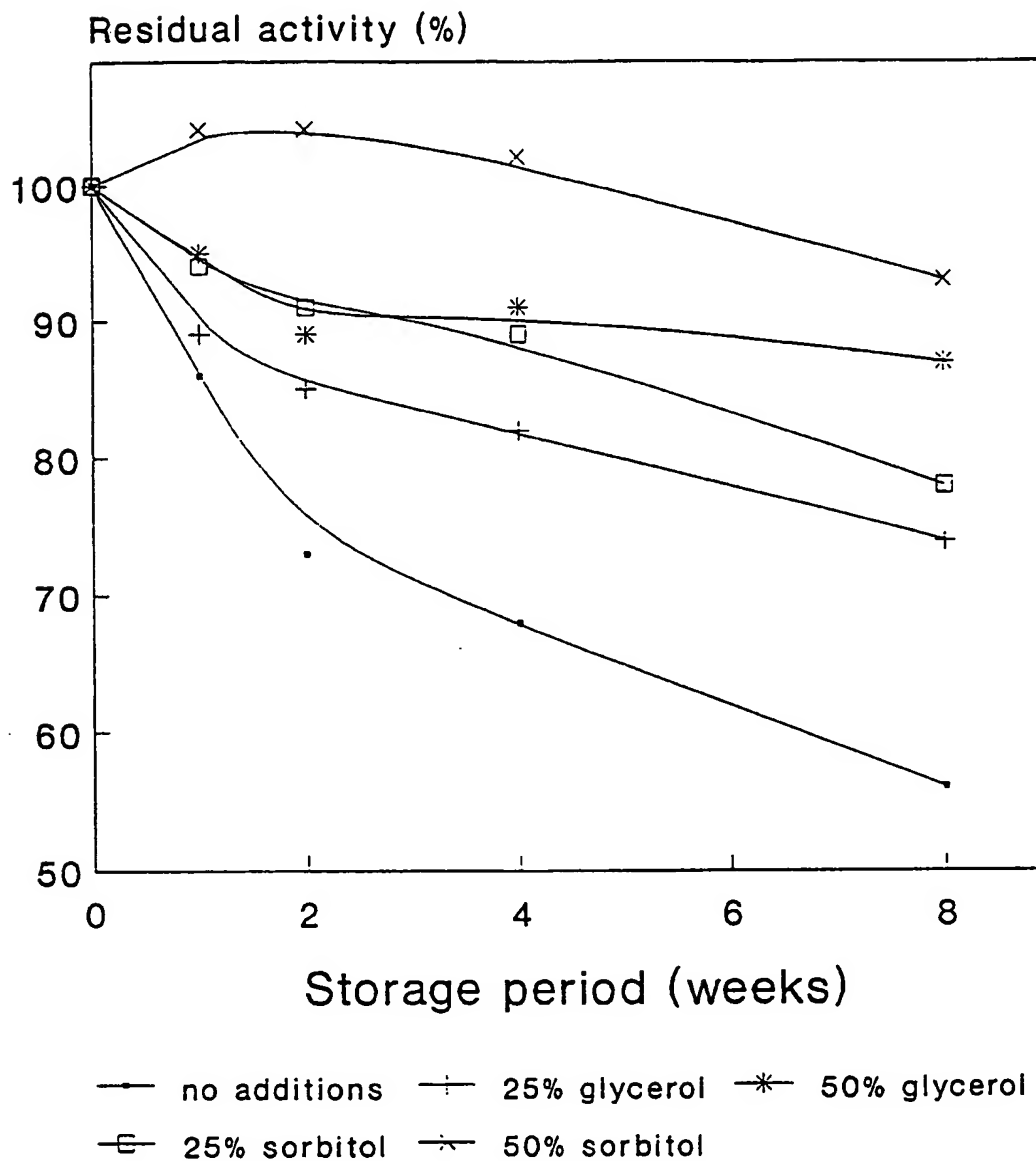 Residual activity (%)
100
90
80
70
60
50
0 2 4 6 8
Storage period (weeks)
no additions 25% glycerol 50% glycerol
25% sorbitol 50% sorbitol